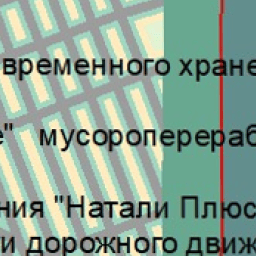 временного хране
е" мусороперераб
ния "Натали Плюс
и дорожного движ